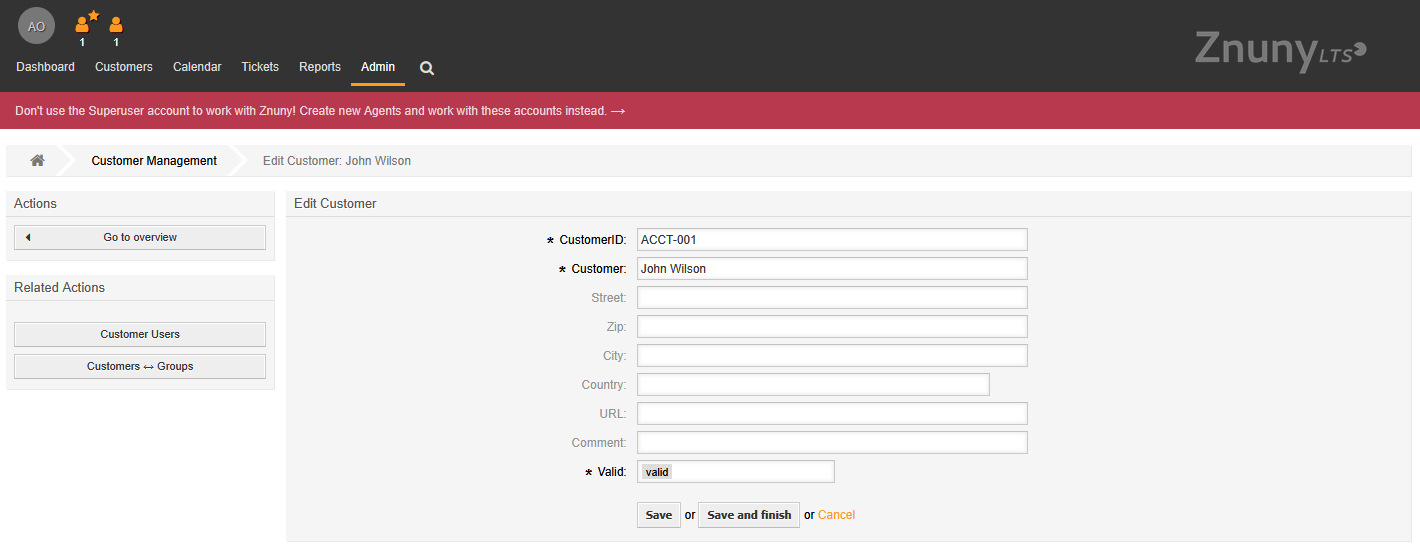 AO
1
1
Dashboard Customers Calendar Tickets Reports Admin
Znuny LTS
Don't use the Superuser account to work with Znuny! Create new Agents and work with these accounts instead. →
Customer Management Edit Customer: John Wilson
Actions
Go to overview
Related Actions
Customer Users
Customers ↔ Groups
Edit Customer
* CustomerID: ACCT-001
* Customer: John Wilson
Street:
Zip:
City:
Country:
URL:
Comment:
* Valid: valid
Save or Save and finish or Cancel